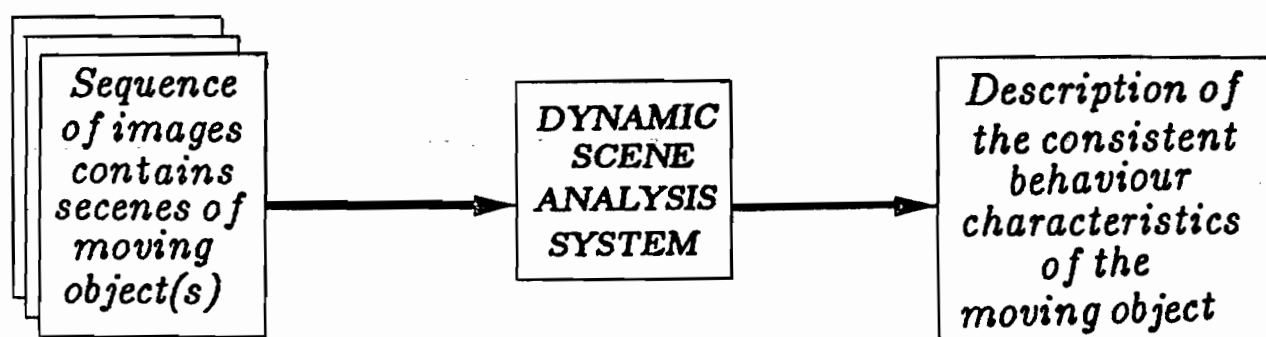 Sequence
of images
contains
secenes of
moving
object(s)
DYNAMIC
SCENE
ANALYSIS
SYSTEM
Description of
the consistent
behaviour
characteristics
of the
moving object